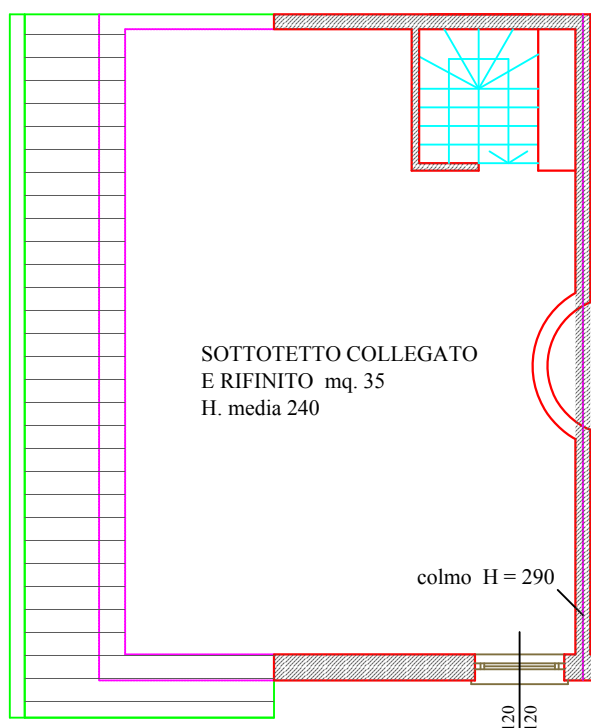 SOTTOTETTO COLLEGATO
E RIFINITO mq. 35
H. media 240
colmo H = 290
120
120